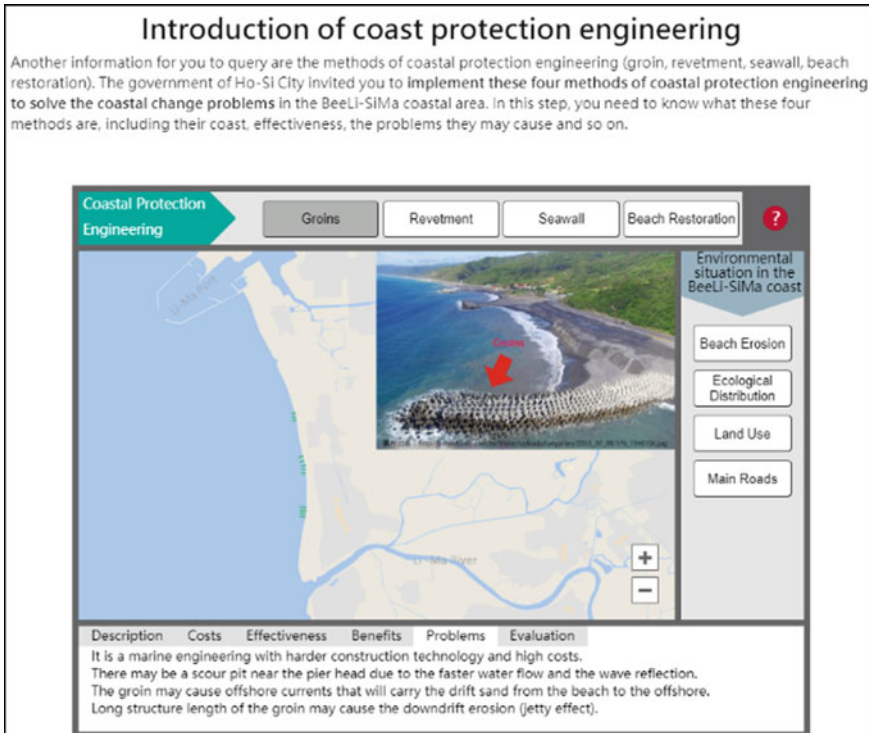 Introduction of coast protection engineering
Another information for you to query are the methods of coastal protection engineering (groin, revetment, seawall, beach
restoration). The government of Ho-Si City invited you to implement these four methods of coastal protection engineering
to solve the coastal change problems in the BeeLi-SiMa coastal area. In this step, you need to know what these four
methods are, including their coast, effectiveness, the problems they may cause and so on.
Coastal Protection
Engineering
Groins
Revetment
Seawall
Beach Restoration
?
Environmental
situation in the
BeeLi-SiMa coast
Li-Ma Port
Groins
Beach Erosion
Ecological
Distribution
Land Use
Main Roads
Li-Ma River
+
−
Description Costs Effectiveness Benefits Problems Evaluation
It is a marine engineering with harder construction technology and high costs.
There may be a scour pit near the pier head due to the faster water flow and the wave reflection.
The groin may cause offshore currents that will carry the drift sand from the beach to the offshore.
Long structure length of the groin may cause the downdrift erosion (jetty effect).